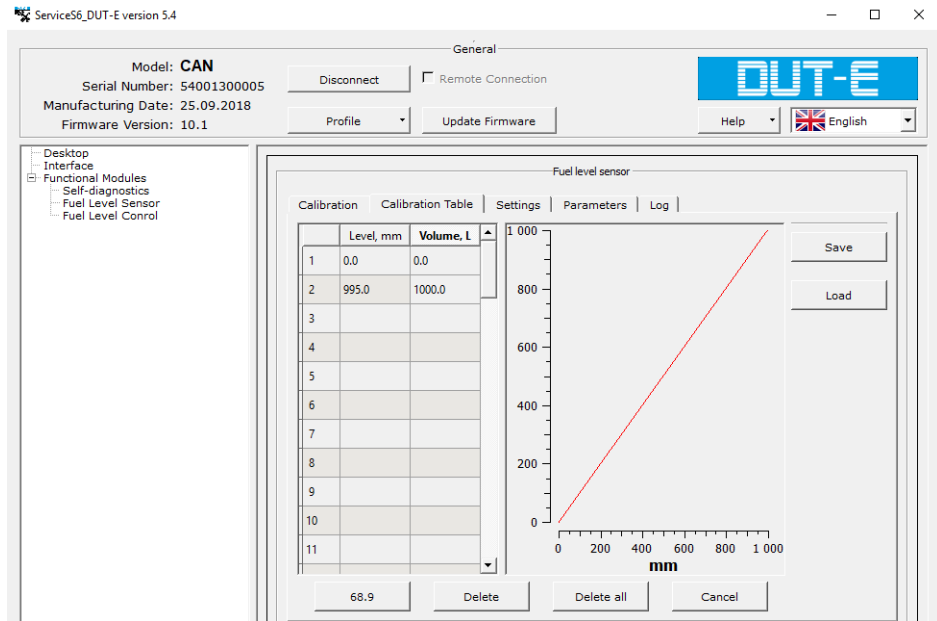 ServiceS6_DUT-E version 5.4
General
Model: CAN
Serial Number: 54001300005
Manufacturing Date: 25.09.2018
Firmware Version: 10.1
Disconnect
Remote Connection
Profile
Update Firmware
DUT-E
Help
English
Desktop
Interface
Functional Modules
Self-diagnostics
Fuel Level Sensor
Fuel Level Conrol
Fuel level sensor
Calibration
Calibration Table
Settings
Parameters
Log
Level, mm Volume, L
1 0.0 0.0
2 995.0 1000.0
3
4
5
6
7
8
9
10
11
1 000
800
600
400
200
0
0 200 400 600 800 1 000
mm
Save
Load
68.9
Delete
Delete all
Cancel